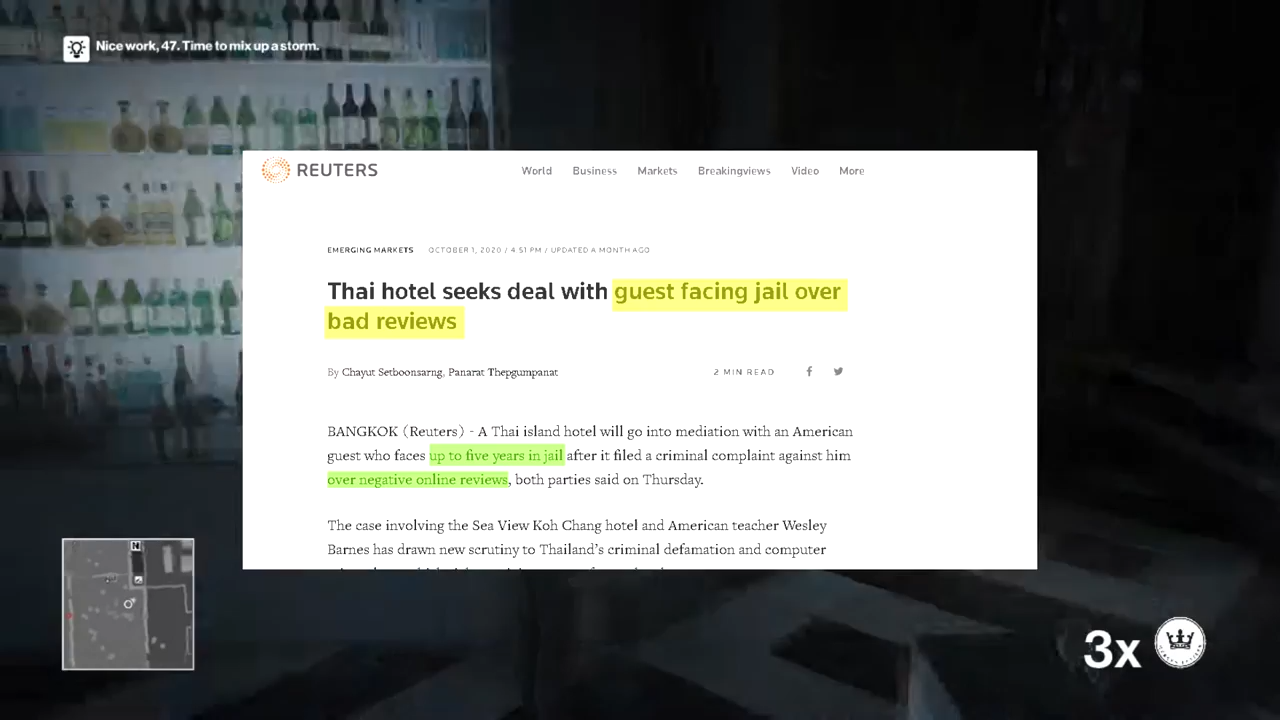 Nice work, 47. Time to mix up a storm.
REUTERS
World Business Markets Breakingviews Video More
EMERGING MARKETS OCTOBER 1, 2020 / 4:51 PM / UPDATED A MONTH AGO
Thai hotel seeks deal with guest facing jail over
bad reviews
By Chayut Setboonsarng, Panarat Thepgumpanat
2 MIN READ
BANGKOK (Reuters) - A Thai island hotel will go into mediation with an American
guest who faces up to five years in jail after it filed a criminal complaint against him
over negative online reviews, both parties said on Thursday.
The case involving the Sea View Koh Chang hotel and American teacher Wesley
Barnes has drawn new scrutiny to Thailand’s criminal defamation and computer
N
3x